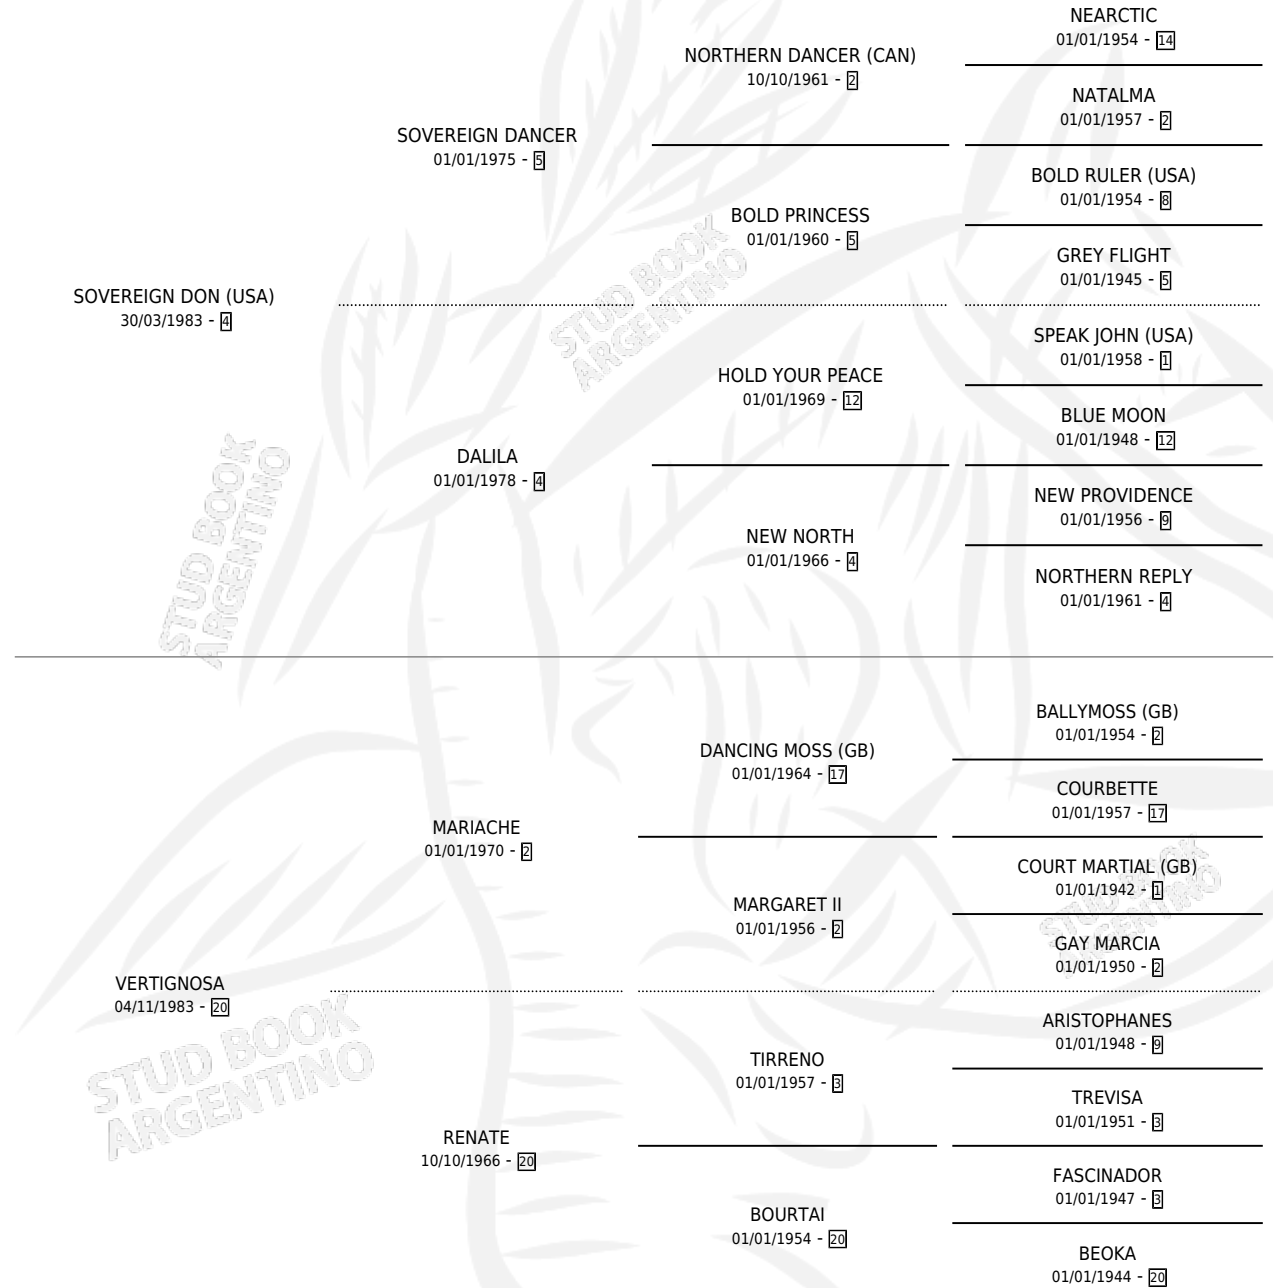 NEARCTIC
01/01/1954 - 14
NORTHERN DANCER (CAN)
10/10/1961 - 2
NATALMA
01/01/1957 - 2
SOVEREIGN DANCER
01/01/1975 - 5
BOLD RULER (USA)
01/01/1954 - 8
BOLD PRINCESS
01/01/1960 - 5
GREY FLIGHT
01/01/1945 - 5
SOVEREIGN DON (USA)
30/03/1983 - 4
STUD BOOK
ARGENTINO
SPEAK JOHN (USA)
01/01/1958 - 1
HOLD YOUR PEACE
01/01/1969 - 12
BLUE MOON
01/01/1948 - 12
DALILA
01/01/1978 - 4
NEW PROVIDENCE
01/01/1956 - 9
NEW NORTH
01/01/1966 - 4
NORTHERN REPLY
01/01/1961 - 4
STUD BOOK
ARGENTINO
BALLYMOSS (GB)
01/01/1954 - 2
DANCING MOSS (GB)
01/01/1964 - 17
COURBETTE
01/01/1957 - 17
MARIACHE
01/01/1970 - 2
COURT MARTIAL (GB)
01/01/1942 - 1
MARGARET II
01/01/1956 - 2
GAY MARCIA
01/01/1950 - 2
STUD BOOK
ARGENTINO
VERTIGNOSA
04/11/1983 - 20
ARISTOPHANES
01/01/1948 - 9
TIRRENO
01/01/1957 - 3
TREVISA
01/01/1951 - 3
STUD BOOK
ARGENTINO
RENATE
10/10/1966 - 20
FASCINADOR
01/01/1947 - 3
BOURTAI
01/01/1954 - 20
BEOKA
01/01/1944 - 20